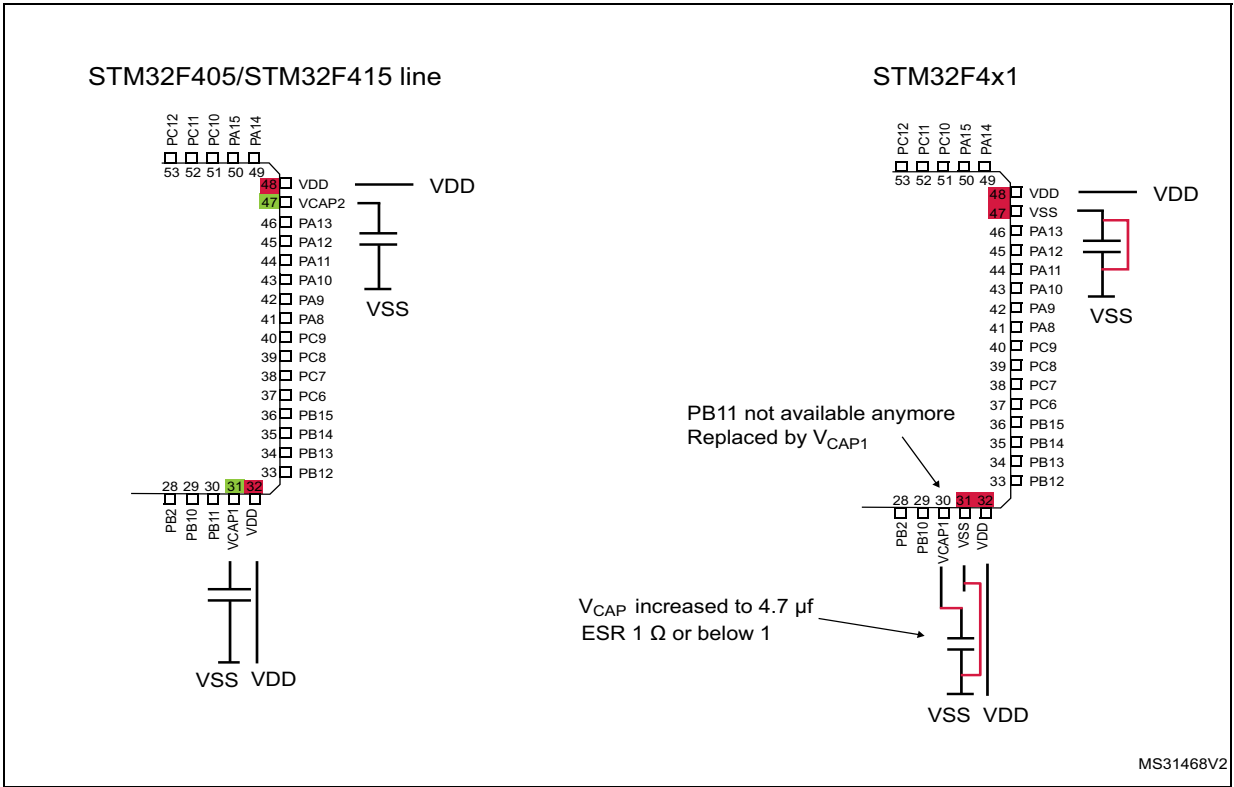 STM32F405/STM32F415 line
PC12
PC11
PC10
PA15
PA14
53 52 51 50 49
48 VDD
47 VCAP2
46 PA13
45 PA12
44 PA11
43 PA10
42 PA9
41 PA8
40 PC9
39 PC8
38 PC7
37 PC6
36 PB15
35 PB14
34 PB13
33 PB12
VDD
VSS
28 29 30 31 32
PB2
PB10
PB11
VCAP1
VDD
VSS VDD
STM32F4x1
PC12
PC11
PC10
PA15
PA14
53 52 51 50 49
48 VDD
47 VSS
46 PA13
45 PA12
44 PA11
43 PA10
42 PA9
41 PA8
40 PC9
39 PC8
38 PC7
37 PC6
36 PB15
35 PB14
34 PB13
33 PB12
VDD
VSS
PB11 not available anymore
Replaced by VCAP1
28 29 30 31 32
PB2
PB10
VCAP1
VSS
VDD
VCAP increased to 4.7 µf
ESR 1 Ω or below 1
VSS VDD
MS31468V2